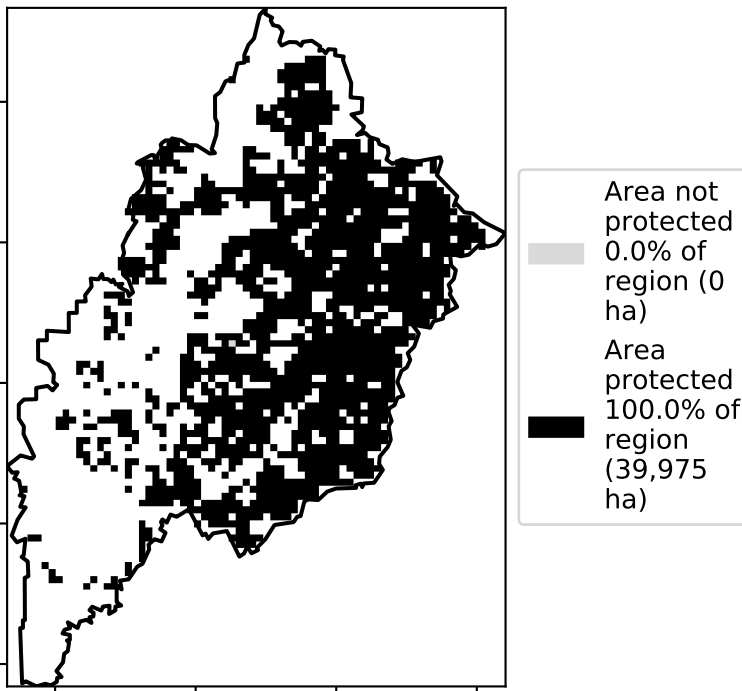 Area not
protected
0.0% of
region (0
ha)
Area
protected
100.0% of
region
(39,975
ha)